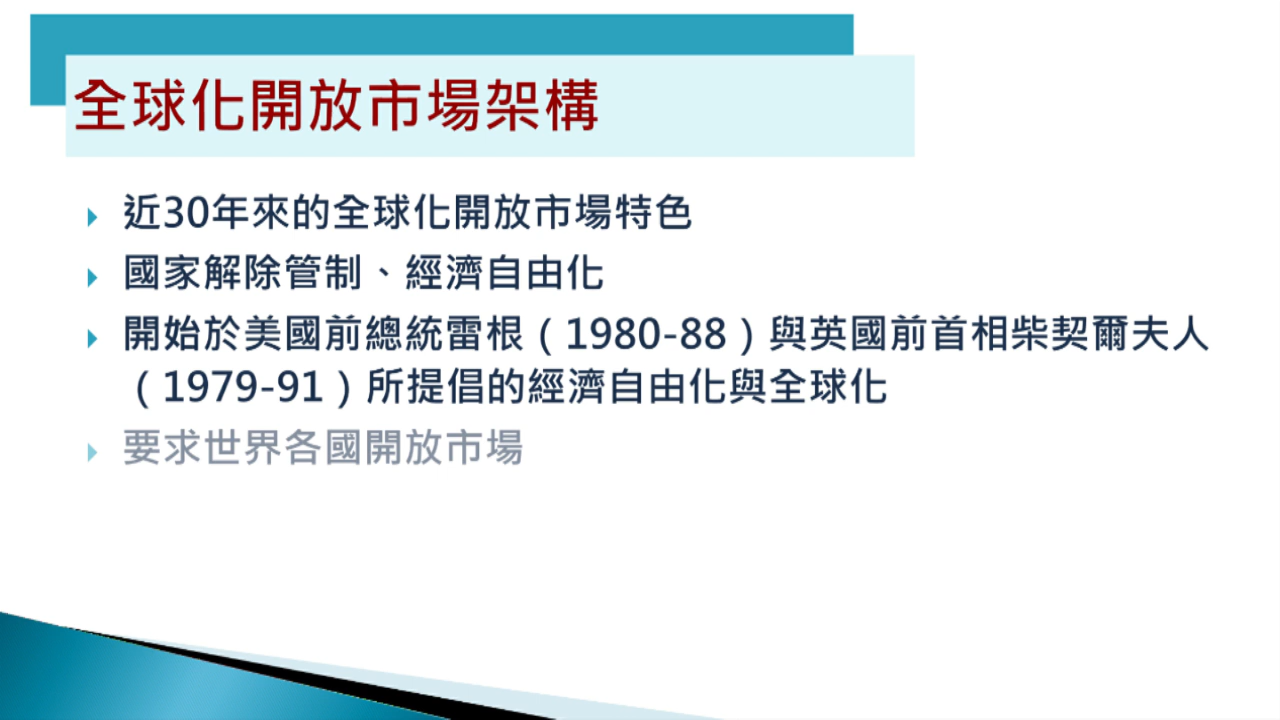 全球化開放市場架構
近30年來的全球化開放市場特色
國家解除管制、經濟自由化
開始於美國前總統雷根（1980-88）與英國前首相柴契爾夫人
（1979-91）所提倡的經濟自由化與全球化
要求世界各國開放市場